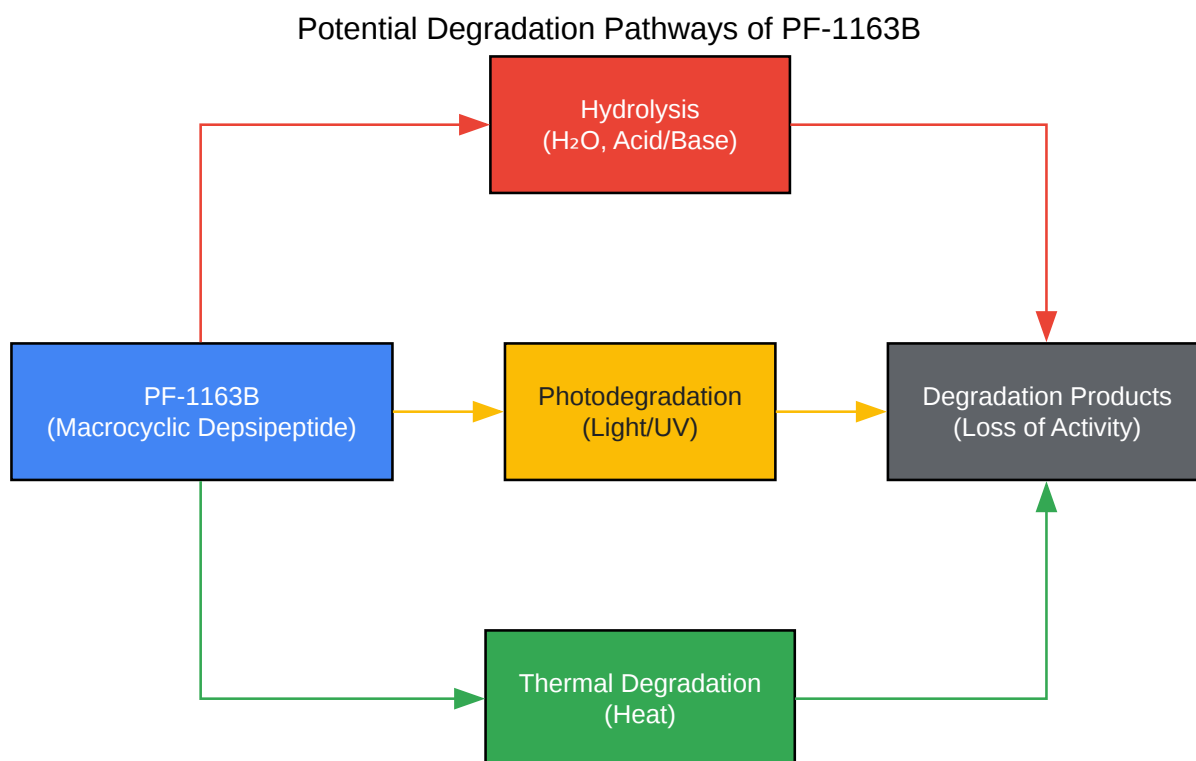 Potential Degradation Pathways of PF-1163B
Hydrolysis
(H₂O, Acid/Base)
PF-1163B
(Macrocyclic Depsipeptide)
Photodegradation
(Light/UV)
Degradation Products
(Loss of Activity)
Thermal Degradation
(Heat)